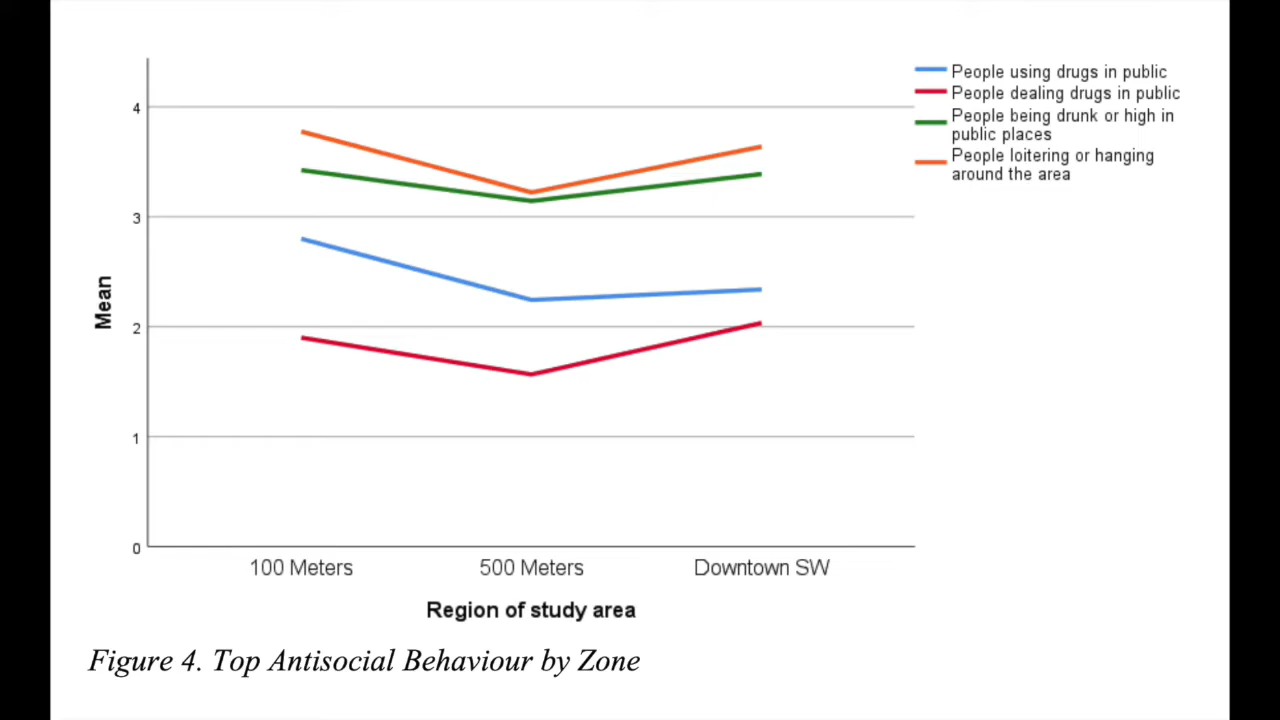 People using drugs in public
People dealing drugs in public
People being drunk or high in
public places
People loitering or hanging
around the area
4
3
2
1
0
Mean
100 Meters
500 Meters
Downtown SW
Region of study area
Figure 4. Top Antisocial Behaviour by Zone